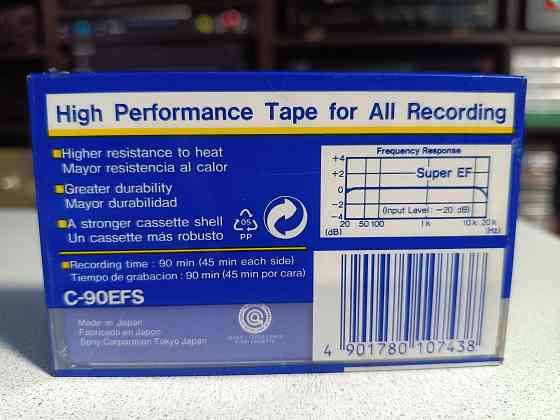 High Performance Tape for All Recording
Higher resistance to heat
Mayor resistencia al calor
Greater durability
Mayor durabilidad
A stronger cassette shell
Un cassette más robusto
05
PP
Recording time : 90 min (45 min each side)
Tiempo de grabacion : 90 min (45 min por cara)
C-90EFS
Made in Japan
Fabricado en Japon
Sony Corporation Tokyo Japan
Frequency Response
+4
+2
0
−2
−4
Super EF
(Input Level: −20 dB)
20 50 100 1k 10k 20k
(dB) (Hz)
4 901780 107438